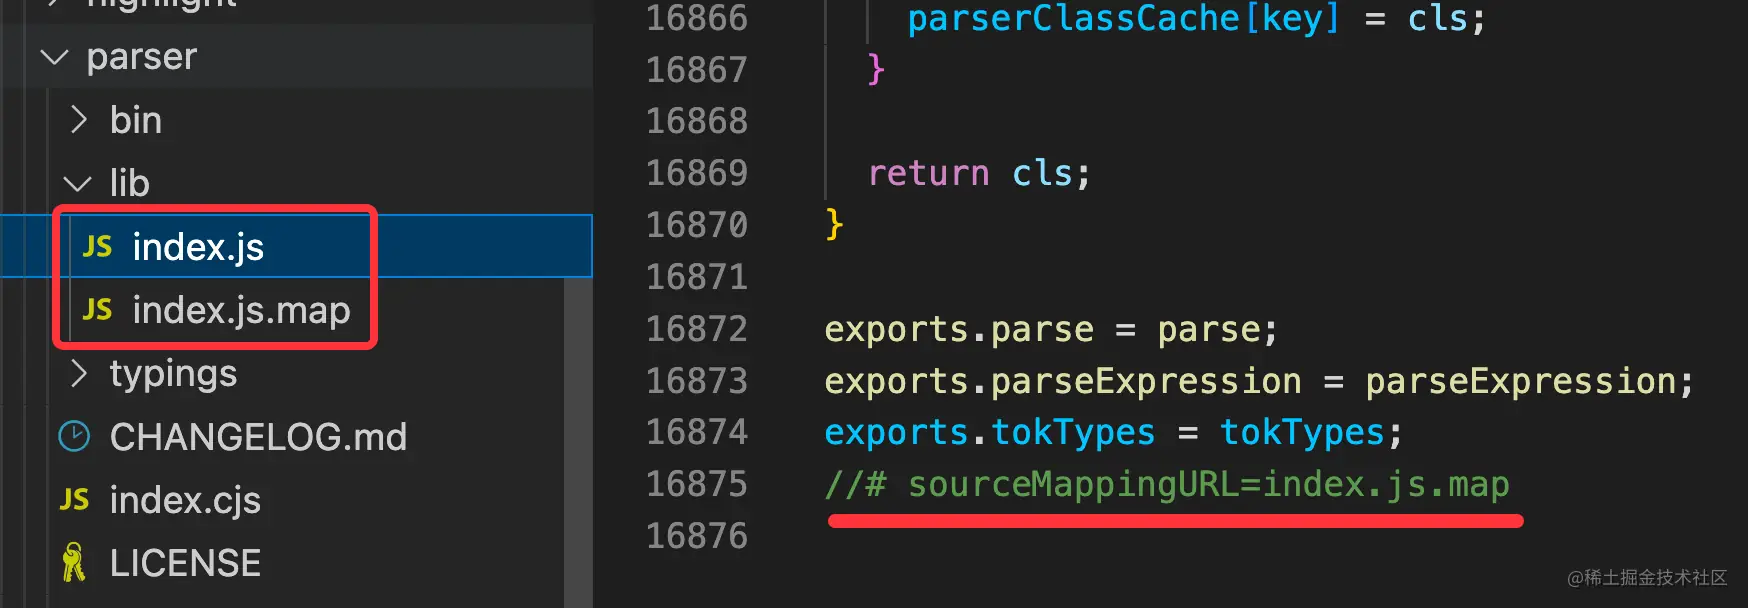 highlight
parser
bin
lib
JS index.js
JS index.js.map
typings
CHANGELOG.md
JS index.cjs
LICENSE
16866 parserClassCache[key] = cls;
16867 }
16868
16869 return cls;
16870 }
16871
16872 exports.parse = parse;
16873 exports.parseExpression = parseExpression;
16874 exports.tokTypes = tokTypes;
16875 //# sourceMappingURL=index.js.map
16876
@稀土掘金技术社区